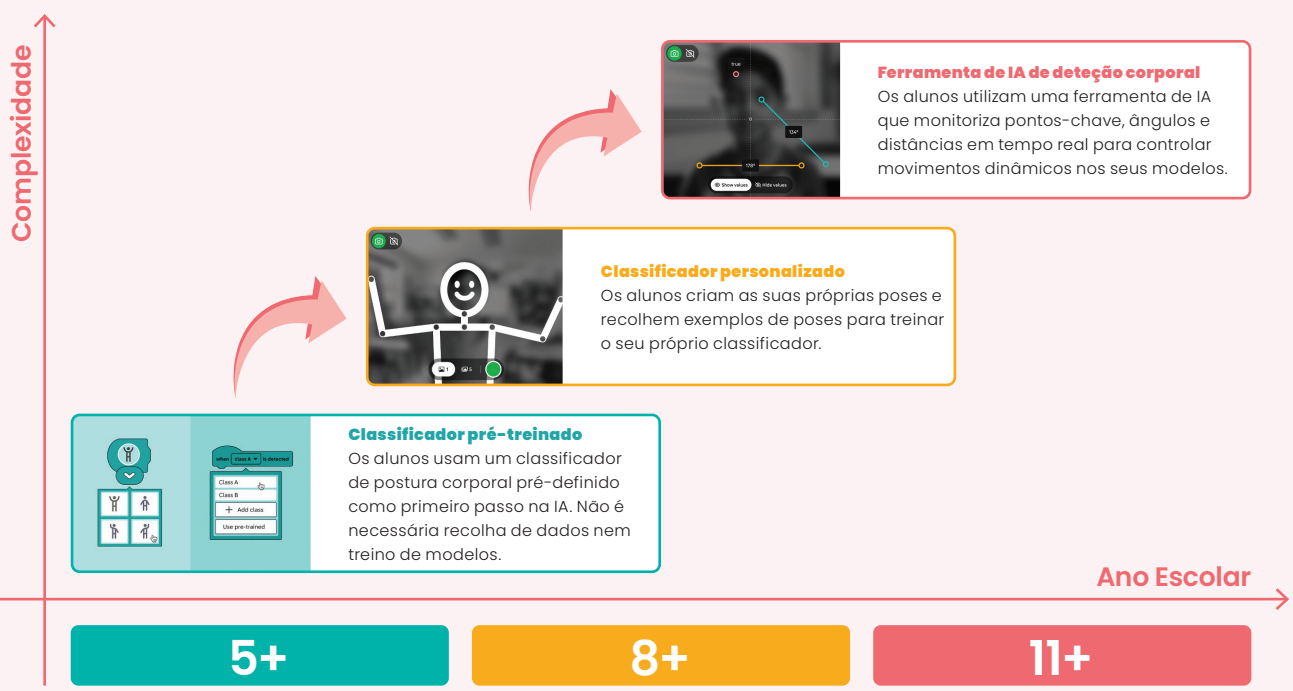 Complexidade
true
134°
178°
Show values
Hide values
Ferramenta de IA de deteção corporal
Os alunos utilizam uma ferramenta de IA
que monitoriza pontos-chave, ângulos e
distâncias em tempo real para controlar
movimentos dinâmicos nos seus modelos.
1
5
Classificador personalizado
Os alunos criam as suas próprias poses e
recolhem exemplos de poses para treinar
o seu próprio classificador.
when class A is detected
Class A
Class B
+ Add class
Use pre-trained
Classificador pré-treinado
Os alunos usam um classificador
de postura corporal pré-definido
como primeiro passo na IA. Não é
necessária recolha de dados nem
treino de modelos.
Ano Escolar
5+
8+
11+